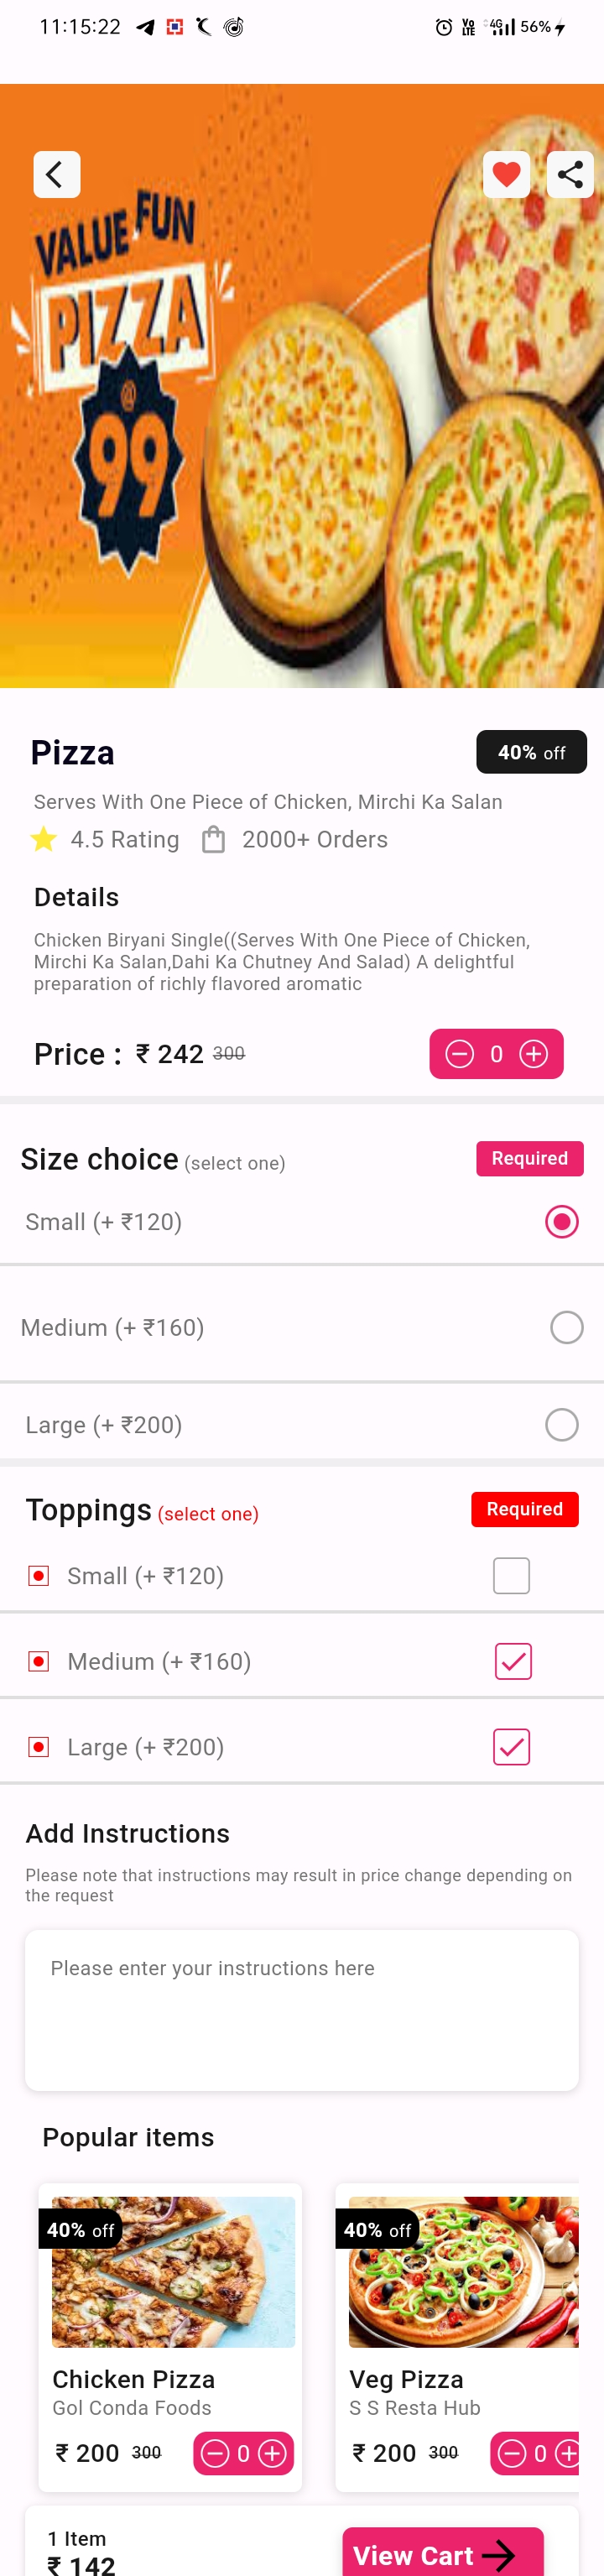 11:15:22
VO
LTE
4G
56%
VALUE FUN
PIZZA
@
99
Pizza
40% off
Serves With One Piece of Chicken, Mirchi Ka Salan
4.5 Rating
2000+ Orders
Details
Chicken Biryani Single((Serves With One Piece of Chicken,
Mirchi Ka Salan,Dahi Ka Chutney And Salad) A delightful
preparation of richly flavored aromatic
Price : ₹ 242 300
0
Size choice (select one)
Required
Small (+ ₹120)
Medium (+ ₹160)
Large (+ ₹200)
Toppings (select one)
Required
Small (+ ₹120)
Medium (+ ₹160)
Large (+ ₹200)
Add Instructions
Please note that instructions may result in price change depending on
the request
Please enter your instructions here
Popular items
40% off
Chicken Pizza
Gol Conda Foods
₹ 200 300
0
40% off
Veg Pizza
S S Resta Hub
₹ 200 300
0
1 Item
₹ 142
View Cart